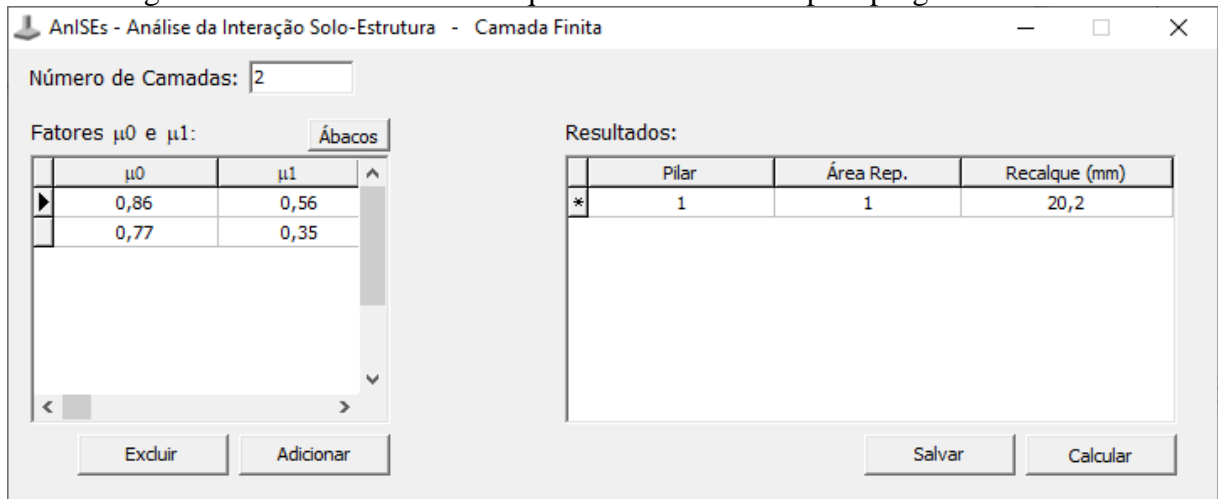 AnISEs - Análise da Interação Solo-Estrutura - Camada Finita
Número de Camadas: 2
Fatores μ0 e μ1:
Ábacos
μ0 μ1
0,86 0,56
0,77 0,35
Excluir Adicionar
Resultados:
Pilar Área Rep. Recalque (mm)
* 1 1 20,2
Salvar Calcular